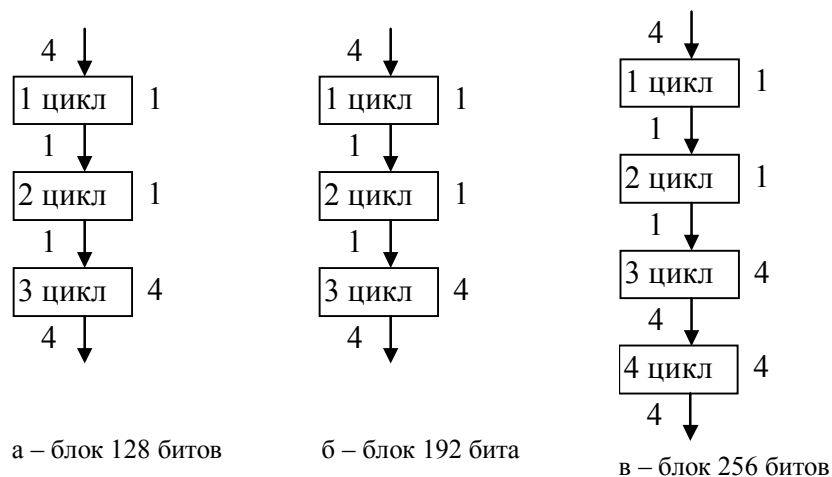 4
1 цикл 1
1
2 цикл 1
1
3 цикл 4
4
а – блок 128 битов
4
1 цикл 1
1
2 цикл 1
1
3 цикл 4
4
б – блок 192 бита
4
1 цикл 1
1
2 цикл 1
1
3 цикл 4
4
4 цикл 4
4
в – блок 256 битов